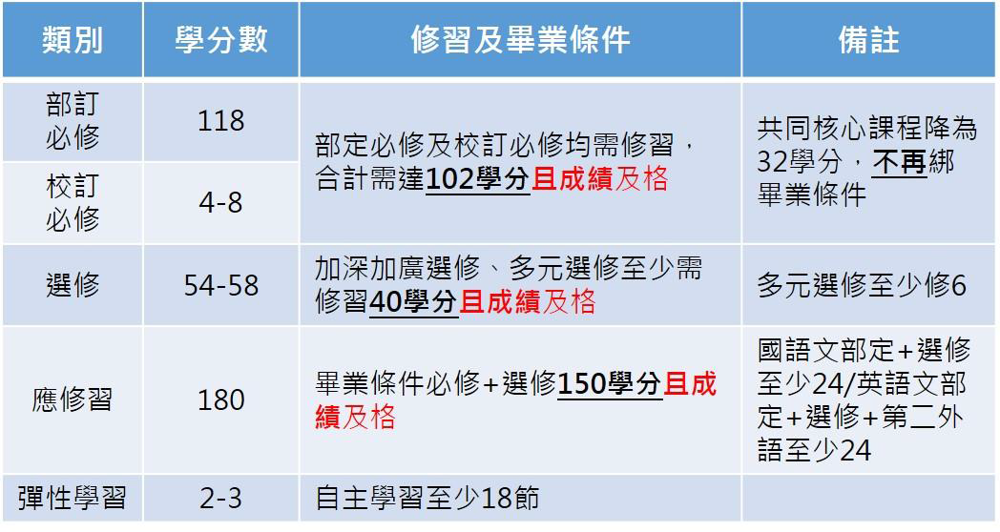 類別 學分數 修習及畢業條件 備註
部訂
必修
118
部定必修及校訂必修均需修習，
合計需達102學分且成績及格
共同核心課程降為
32學分，不再綁
畢業條件
校訂
必修
4-8
選修
54-58
加深加廣選修、多元選修至少需
修習40學分且成績及格
多元選修至少修6
應修習
180
畢業條件必修+選修150學分且成
績及格
國語文部定+選修
至少24/英語文部
定+選修+第二外
語至少24
彈性學習
2-3
自主學習至少18節